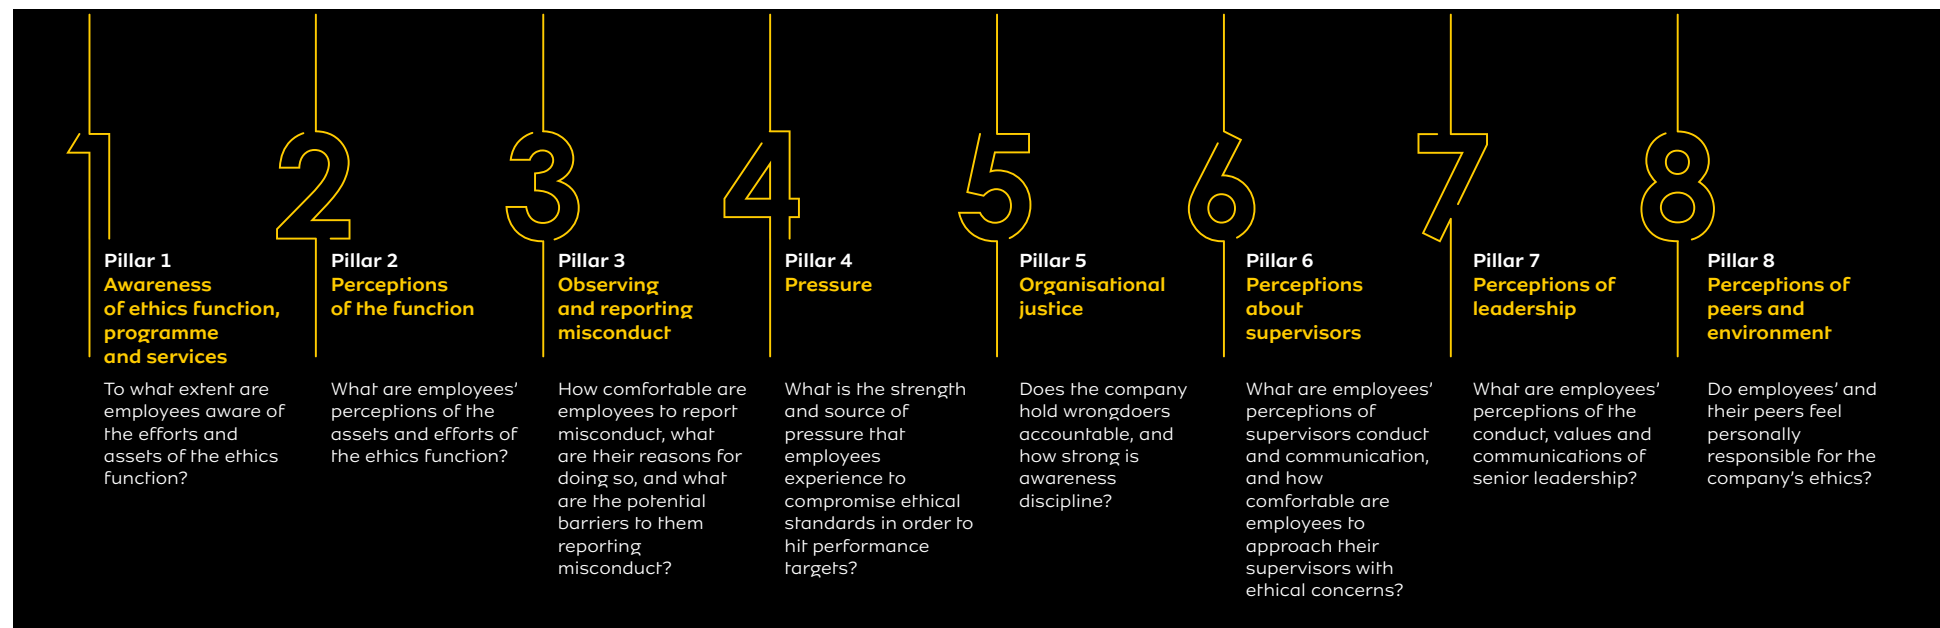 1
Pillar 1
Awareness
of ethics function,
programme
and services
To what extent are
employees aware of
the efforts and
assets of the ethics
function?
2
Pillar 2
Perceptions
of the function
What are employees’
perceptions of the
assets and efforts of
the ethics function?
3
Pillar 3
Observing
and reporting
misconduct
How comfortable are
employees to report
misconduct, what
are their reasons for
doing so, and what
are the potential
barriers to them
reporting
misconduct?
4
Pillar 4
Pressure
What is the strength
and source of
pressure that
employees
experience to
compromise ethical
standards in order to
hit performance
targets?
5
Pillar 5
Organisational
justice
Does the company
hold wrongdoers
accountable, and
how strong is
awareness
discipline?
6
Pillar 6
Perceptions
about
supervisors
What are employees’
perceptions of
supervisors conduct
and communication,
and how
comfortable are
employees to
approach their
supervisors with
ethical concerns?
7
Pillar 7
Perceptions of
leadership
What are employees’
perceptions of the
conduct, values and
communications of
senior leadership?
8
Pillar 8
Perceptions of
peers and
environment
Do employees’ and
their peers feel
personally
responsible for the
company’s ethics?